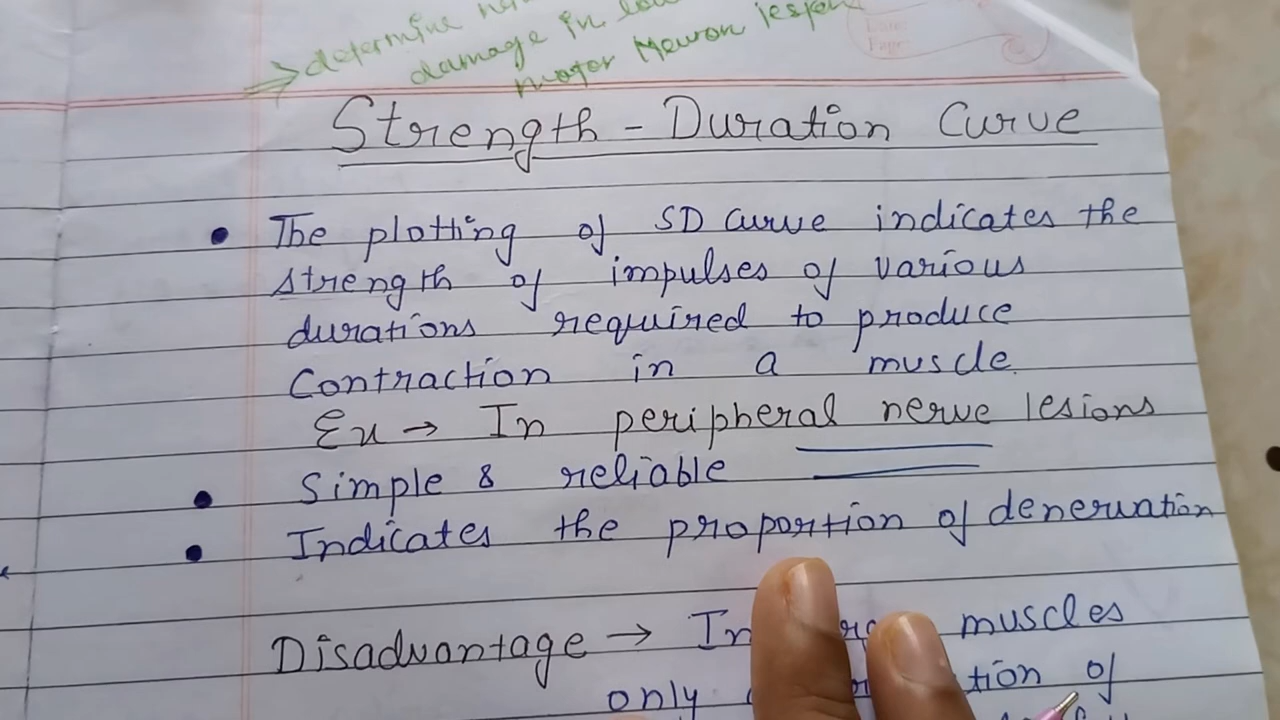 ⇒ determine
damage in
motor Neuron lesion
Strength - Duration Curve
• The plotting of SD Curve indicates the
strength of impulses of various
durations required to produce
Contraction in a muscle.
Ex → In peripheral nerve lesions
• Simple & reliable
• Indicates the proportion of denervation
Disadvantage → In muscles
only of